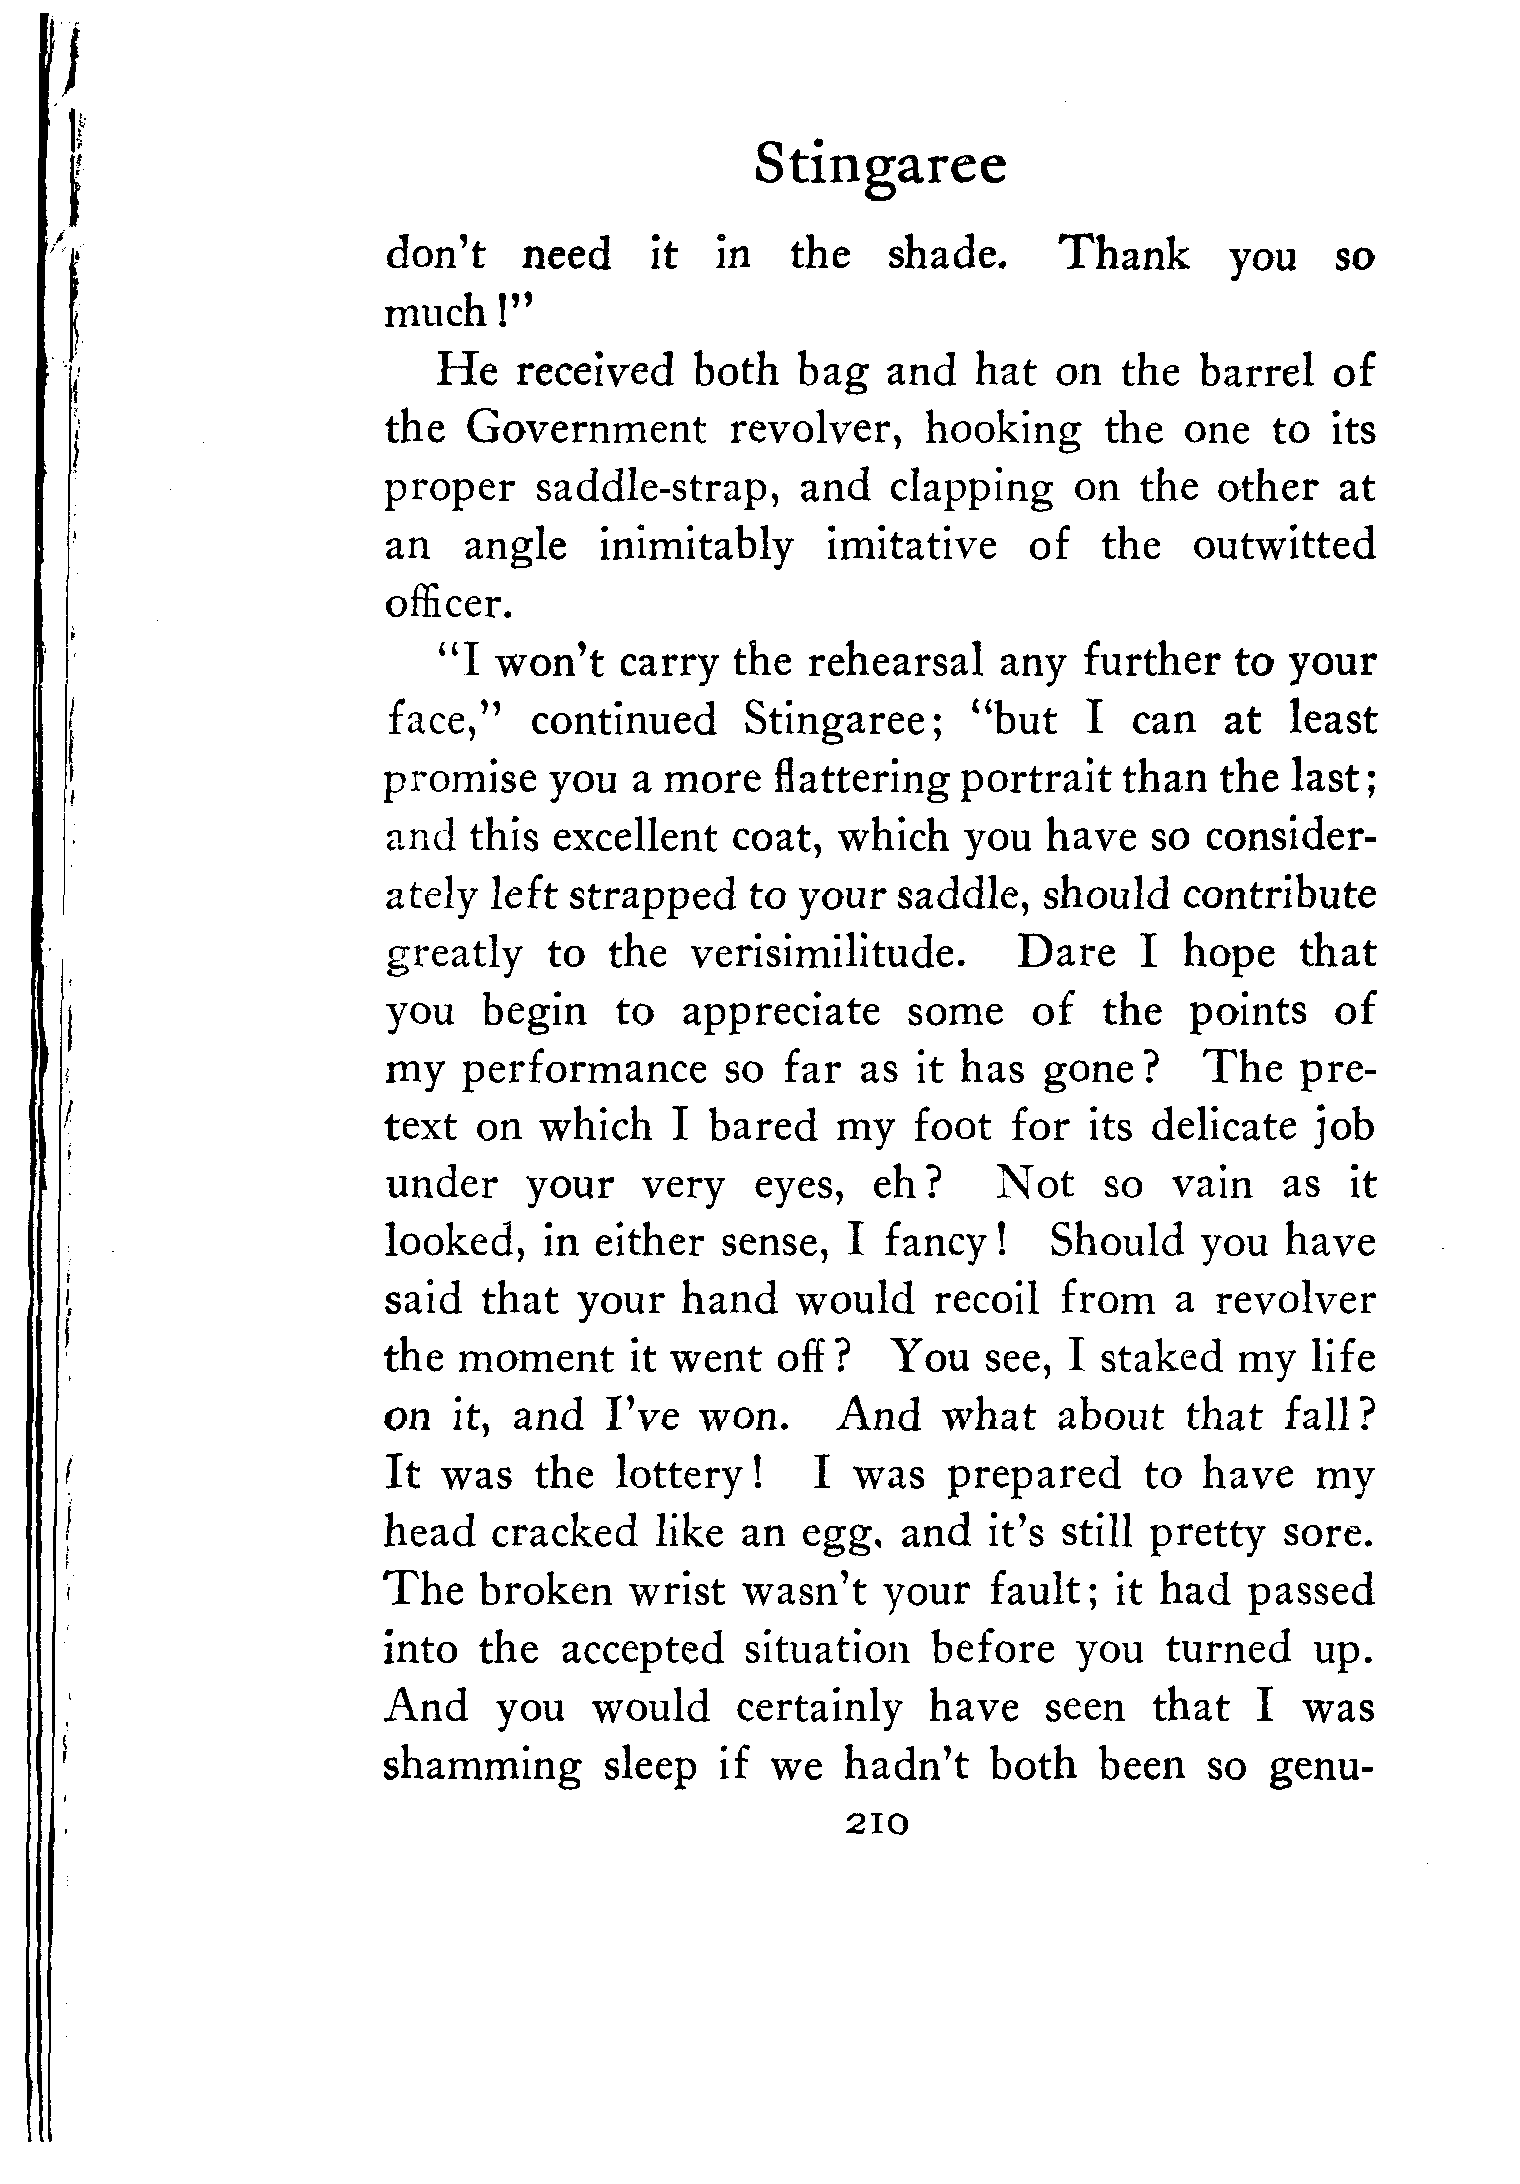 Stingaree
don't need it in the shade. Thank you so
much!"
He received both bag and hat on the barrel of
the Government revolver, hooking the one to its
proper saddle-strap, and clapping on the other at
an angle inimitably imitative of the outwitted
officer.
"I won't carry the rehearsal any further to your
face," continued Stingaree; "but I can at least
promise you a more flattering portrait than the last;
and this excellent coat, which you have so consider-
ately left strapped to your saddle, should contribute
greatly to the verisimilitude. Dare I hope that
you begin to appreciate some of the points of
my performance so far as it has gone? The pre-
text on which I bared my foot for its delicate job
under your very eyes, eh? Not so vain as it
looked, in either sense, I fancy! Should you have
said that your hand would recoil from a revolver
the moment it went off? You see, I staked my life
on it, and I've won. And what about that fall?
It was the lottery! I was prepared to have my
head cracked like an egg, and it's still pretty sore.
The broken wrist wasn't your fault; it had passed
into the accepted situation before you turned up.
And you would certainly have seen that I was
shamming sleep if we hadn't both been so genu-
210